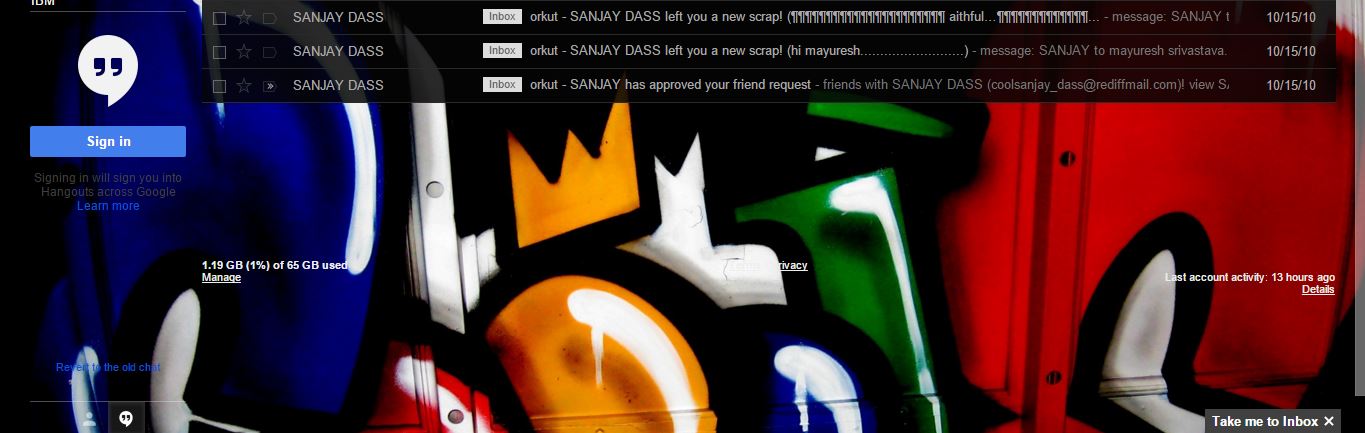 IBM
SANJAY DASS Inbox orkut - SANJAY DASS left you a new scrap! (¶¶¶¶¶¶¶¶¶¶¶¶¶¶¶¶¶¶¶¶¶¶ aithful...¶¶¶¶¶¶¶¶¶¶¶¶¶... - message: SANJAY t 10/15/10
SANJAY DASS Inbox orkut - SANJAY DASS left you a new scrap! (hi mayuresh..........................) - message: SANJAY to mayuresh srivastava. 10/15/10
SANJAY DASS Inbox orkut - SANJAY has approved your friend request - friends with SANJAY DASS (coolsanjay_dass@rediffmail.com)! view SA 10/15/10
Sign in
Signing in will sign you into
Hangouts across Google
Learn more
1.19 GB (1%) of 65 GB used
Manage
Privacy
Last account activity: 13 hours ago
Details
Revert to the old chat
Take me to Inbox ✕